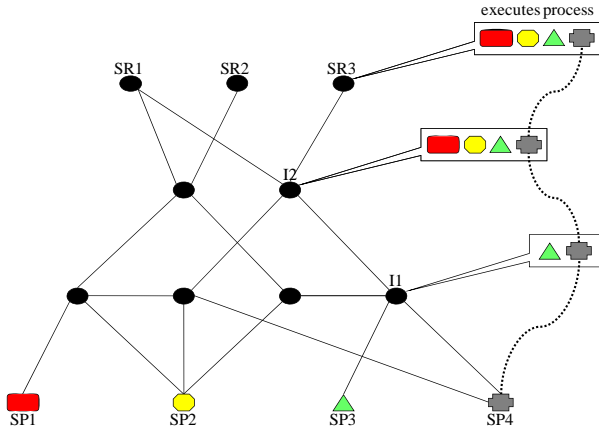 executes process
SR1 SR2 SR3
I2
I1
SP1 SP2 SP3 SP4